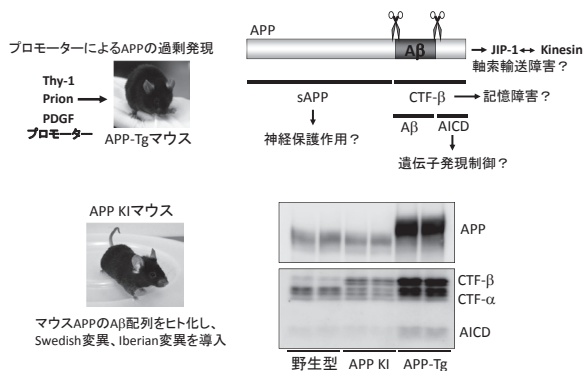 プロモーターによるAPPの過剰発現
Thy-1
Prion
PDGF
プロモーター
APP-Tgマウス
APP
Aβ
JIP-1
Kinesin
軸索輸送障害？
sAPP
CTF-β
記憶障害？
神経保護作用？
Aβ
AICD
遺伝子発現制御？
APP KIマウス
マウスAPPのAβ配列をヒト化し、
Swedish変異、Iberian変異を導入
APP
CTF-β
CTF-α
AICD
野生型
APP KI
APP-Tg